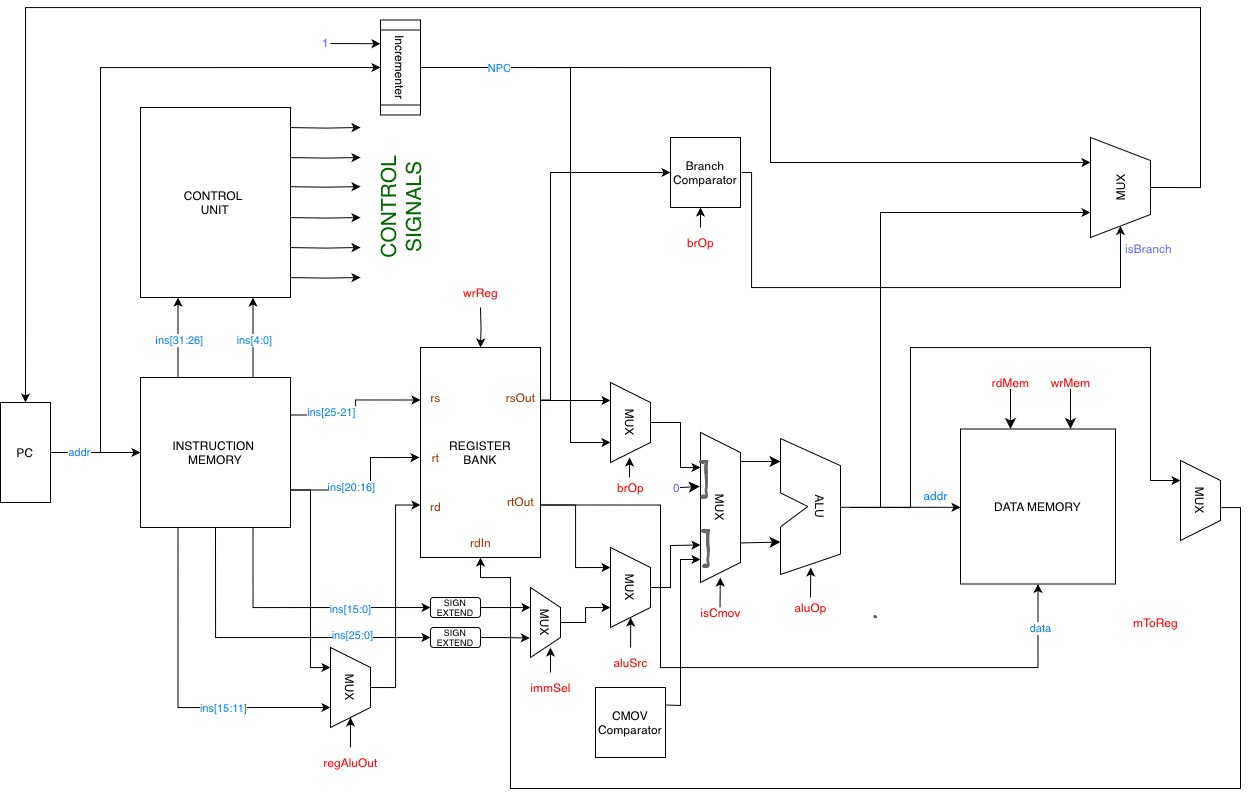 1
Incrementer
NPC
CONTROL
UNIT
CONTROL
SIGNALS
Branch
Comparator
brOp
MUX
isBranch
ins[31:26]
ins[4:0]
wrReg
PC
addr
INSTRUCTION
MEMORY
ins[25-21]
ins[20:16]
rs
rt
rd
REGISTER
BANK
rsOut
rtOut
rdIn
MUX
brOp
0
MUX
isCmov
ALU
aluOp
rdMem
wrMem
addr
DATA MEMORY
data
MUX
mToReg
ins[15:0]
SIGN
EXTEND
ins[25:0]
SIGN
EXTEND
MUX
immSel
MUX
aluSrc
ins[15:11]
MUX
regAluOut
CMOV
Comparator